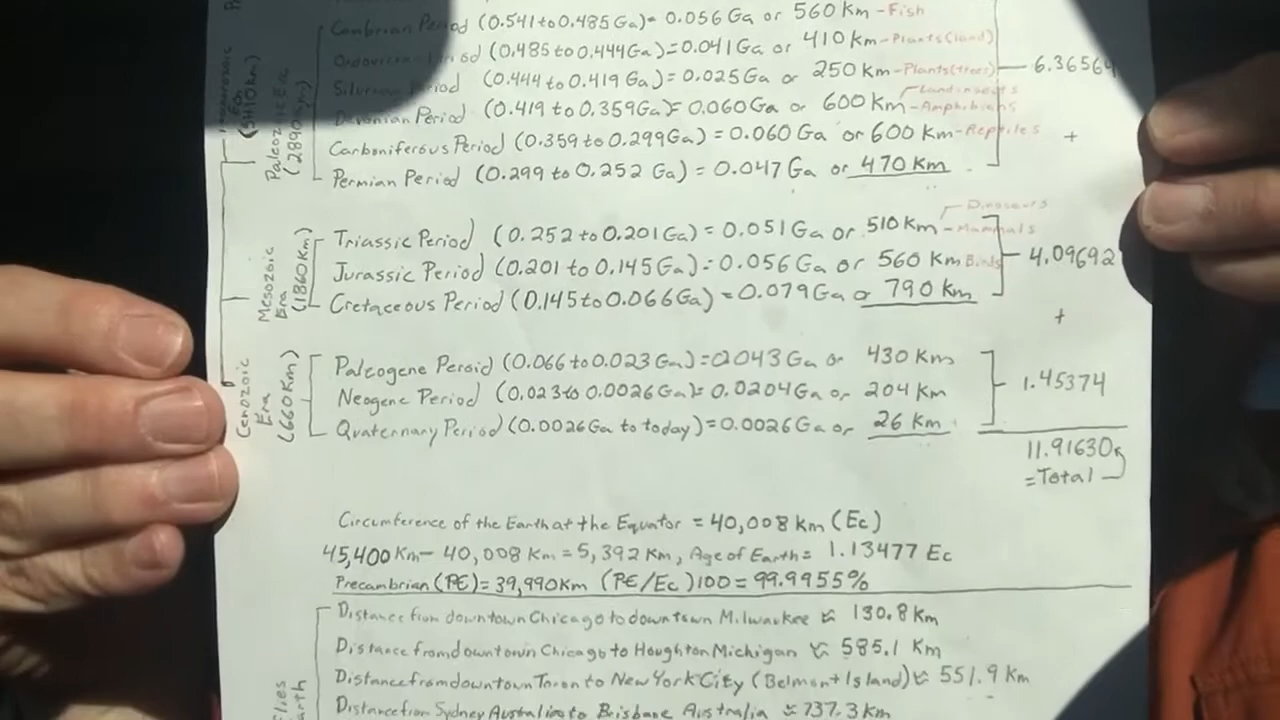 Cambrian Period (0.541 to 0.485 Ga)= 0.056 Ga or 560 Km -Fish
(0.485 to 0.444 Ga)=0.041 Ga or 410 Km -Plants(land)
Silurian Period (0.444 to 0.419 Ga)= 0.025 Ga or 250 Km -Plants(trees)
6.36564
Land insects
Devonian Period (0.419 to 0.359 Ga)= 0.060 Ga or 600 Km -Amphibians
Carboniferous Period (0.359 to 0.299 Ga)= 0.060 Ga or 600 Km -Reptiles
+
Permian Period (0.299 to 0.252 Ga) = 0.047 Ga or 470 Km
Paleozoic Era
Eon
Dinosaurs
Triassic Period (0.252 to 0.201 Ga) = 0.051 Ga or 510 Km -Mammals
Jurassic Period (0.201 to 0.145 Ga)= 0.056 Ga or 560 Km Birds
4.09692
Cretaceous Period (0.145 to 0.066 Ga) = 0.079 Ga or 790 Km
Mesozoic
Era
(1860 Km)
+
Paleogene Peroid (0.066 to 0.023 Ga)=0.043 Ga or 430 Km
Neogene Period (0.023 to 0.0026 Ga)= 0.0204 Ga or 204 Km
1.45374
Quaternary Period (0.0026 Ga to today)= 0.0026 Ga or 26 Km
Cenozoic
Era
(660 Km)
11.91630g
=Total
Circumference of the Earth at the Equator = 40,008 km (Ec)
45,400 Km- 40,008 Km = 5,392 Km, Age of Earth= 1.13477 Ec
Precambrian (PE)= 39,990 Km (PE/Ec)100 = 99.9955%
Distance from downtown Chicago to downtown Milwaukee ≈ 130.8 Km
Distance from downtown Chicago to Houghton Michigan ≈ 585.1 Km
Distance from downtown Toronto to New York City (Belmont Island) ≈ 551.9 Km
Distance from Sydney Australia to Brisbane Australia ≈ 737.3 Km